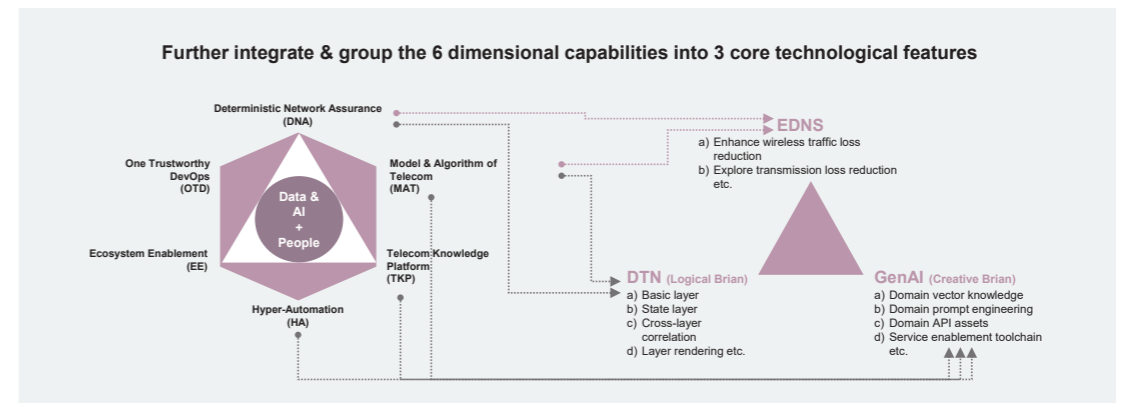 Further integrate & group the 6 dimensional capabilities into 3 core technological features
Deterministic Network Assurance
(DNA)
One Trustworthy
DevOps
(OTD)
Model & Algorithm of
Telecom
(MAT)
Data &
AI
+
People
Ecosystem Enablement
(EE)
Telecom Knowledge
Platform
(TKP)
Hyper-Automation
(HA)
EDNS
a) Enhance wireless traffic loss
reduction
b) Explore transmission loss reduction
etc.
DTN (Logical Brian)
a) Basic layer
b) State layer
c) Cross-layer
correlation
d) Layer rendering etc.
GenAI (Creative Brian)
a) Domain vector knowledge
b) Domain prompt engineering
c) Domain API assets
d) Service enablement toolchain
etc.